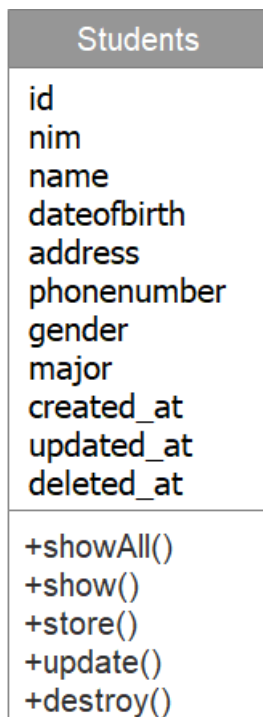 Students
id
nim
name
dateofbirth
address
phonenumber
gender
major
created_at
updated_at
deleted_at
+showAll()
+show()
+store()
+update()
+destroy()